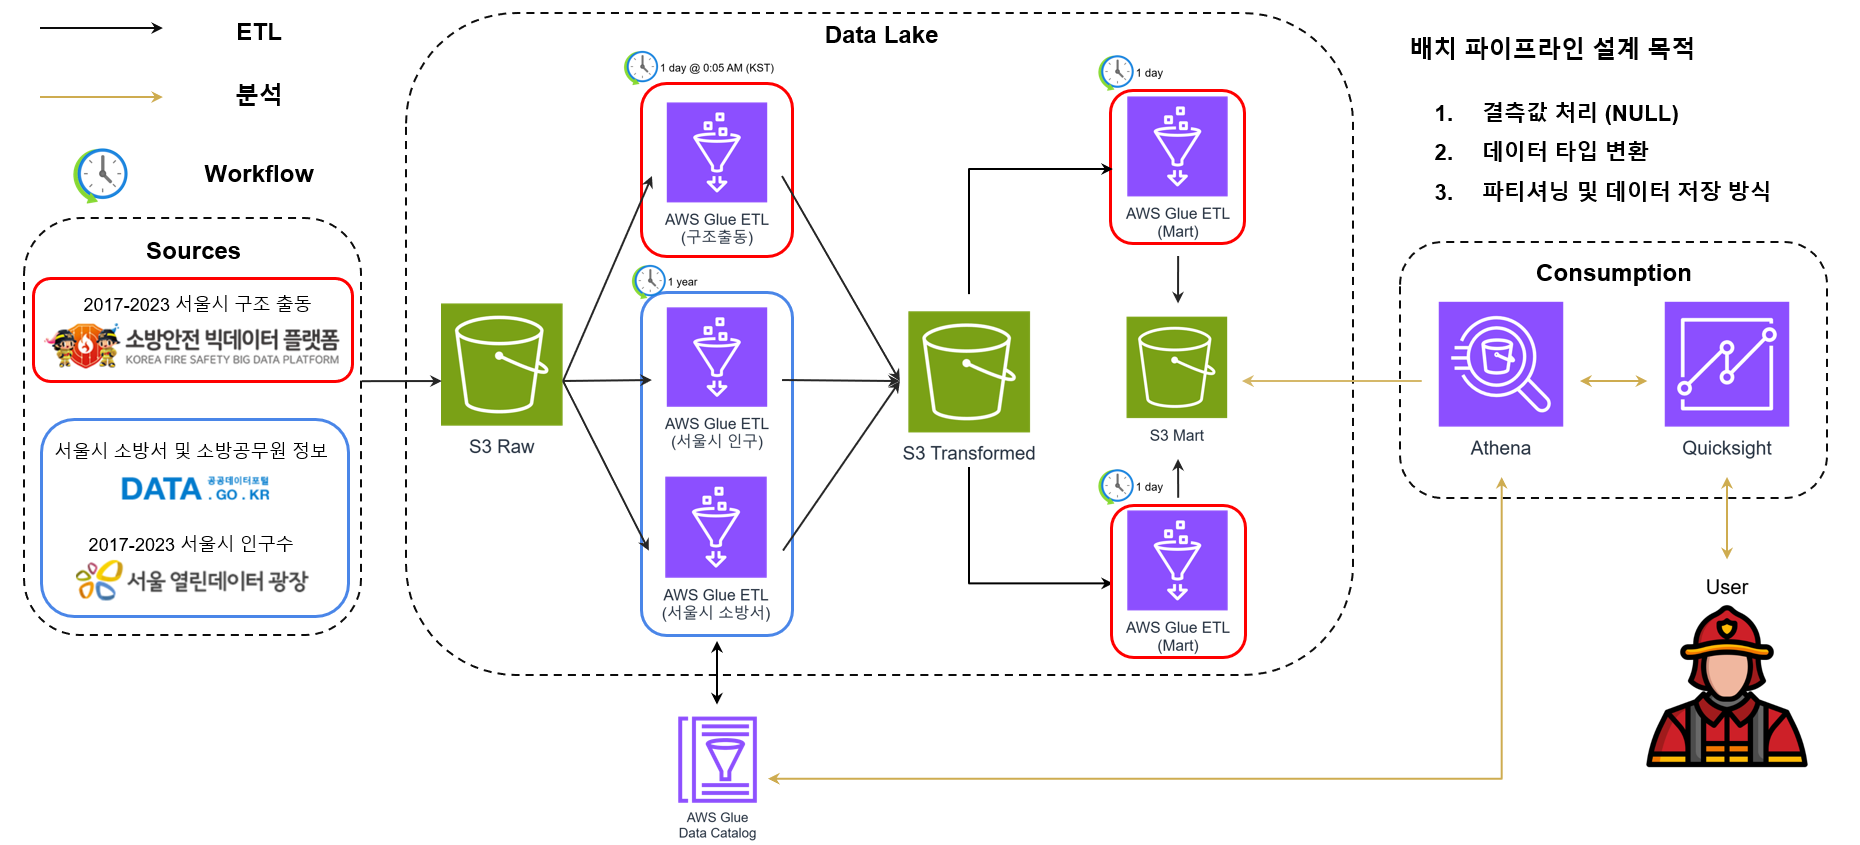 ETL
분석
Workflow
Sources
2017-2023 서울시 구조 출동
소방안전 빅데이터 플랫폼
KOREA FIRE SAFETY BIG DATA PLATFORM
서울시 소방서 및 소방공무원 정보
DATA 공공데이터포털
.GO.KR
2017-2023 서울시 인구수
서울 열린데이터 광장
Data Lake
S3 Raw
1 day @ 0:05 AM (KST)
AWS Glue ETL
(구조출동)
1 year
AWS Glue ETL
(서울시 인구)
AWS Glue ETL
(서울시 소방서)
S3 Transformed
1 day
AWS Glue ETL
(Mart)
S3 Mart
1 day
AWS Glue ETL
(Mart)
AWS Glue
Data Catalog
배치 파이프라인 설계 목적
1. 결측값 처리 (NULL)
2. 데이터 타입 변환
3. 파티셔닝 및 데이터 저장 방식
Consumption
Athena
Quicksight
User